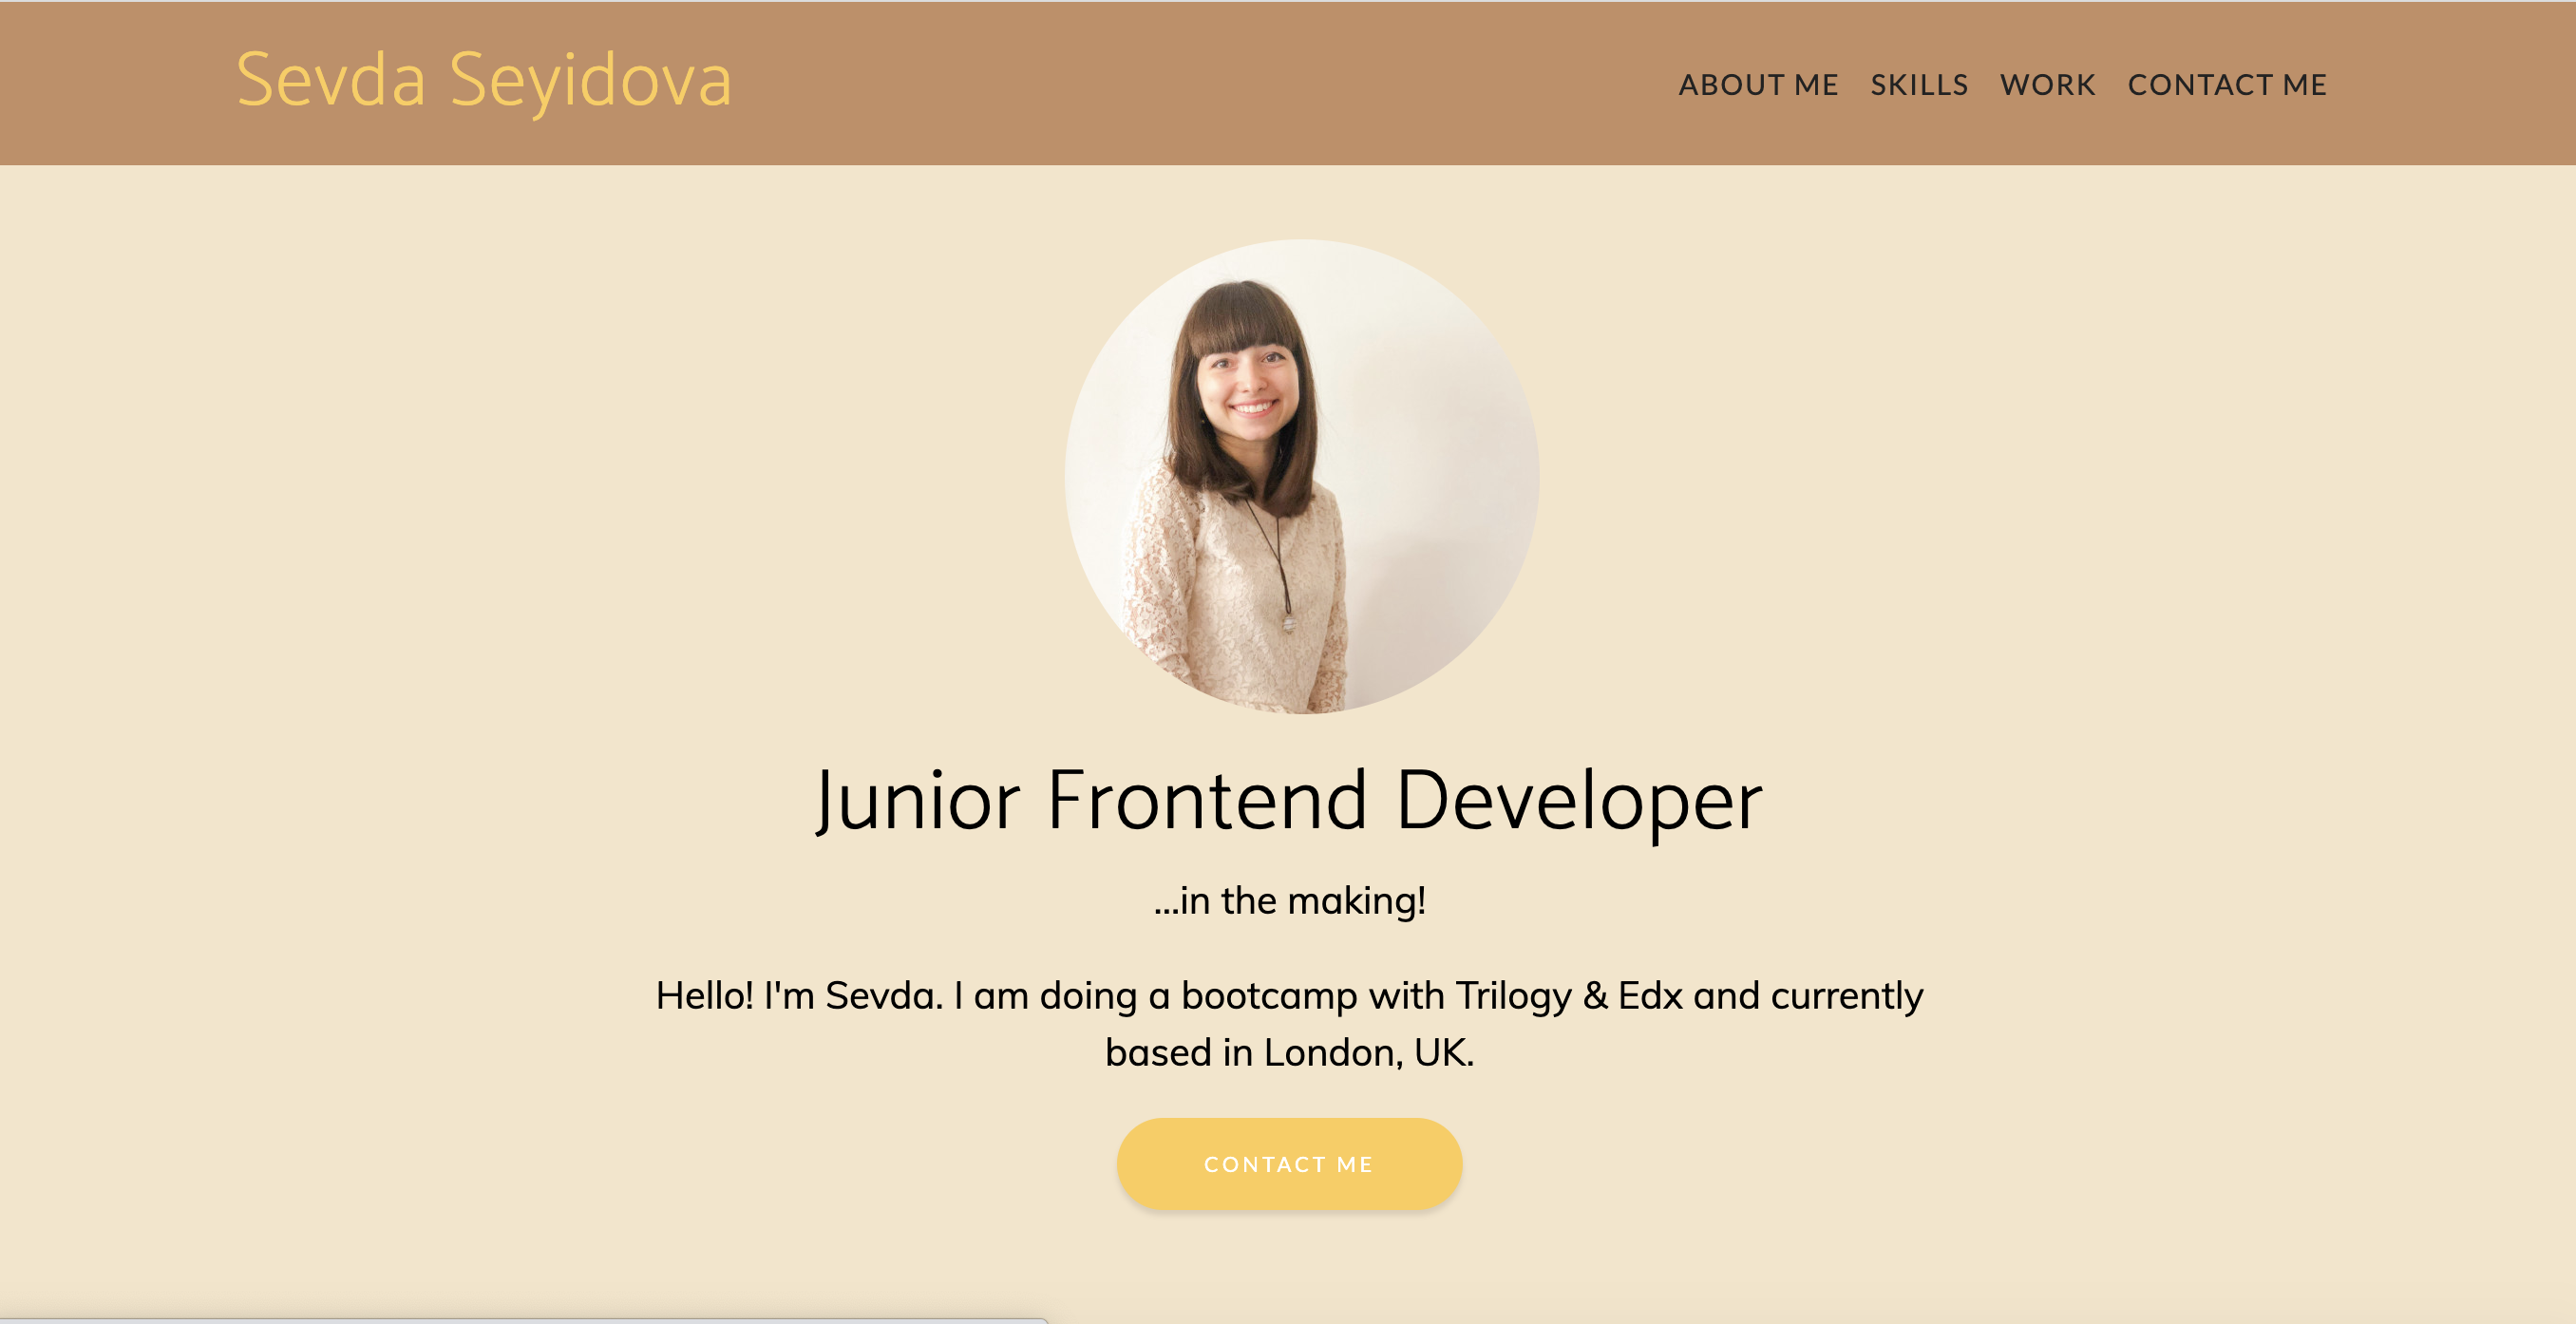 Sevda Seyidova
ABOUT ME SKILLS WORK CONTACT ME
Junior Frontend Developer
...in the making!
Hello! I'm Sevda. I am doing a bootcamp with Trilogy & Edx and currently
based in London, UK.
CONTACT ME